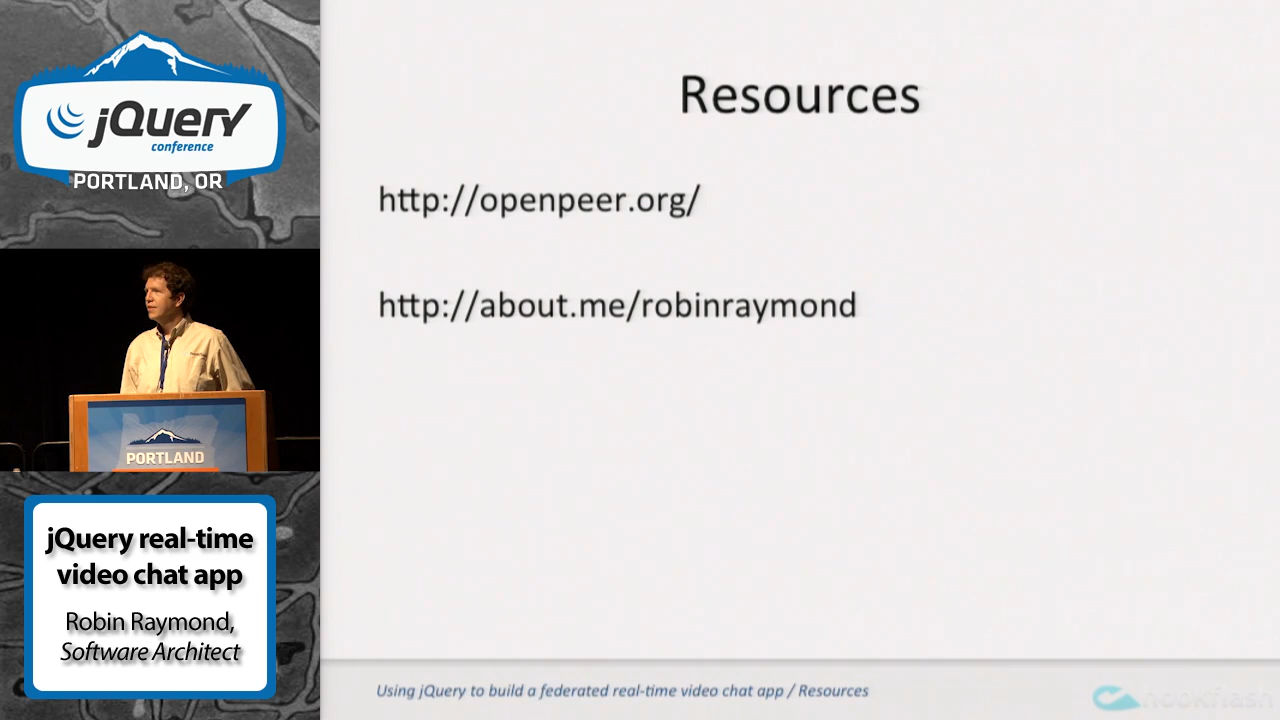 jQuery
conference
PORTLAND, OR
PORTLAND
jQuery real-time
video chat app
Robin Raymond,
Software Architect
Resources
http://openpeer.org/
http://about.me/robinraymond
Using jQuery to build a federated real-time video chat app / Resources
hookflash